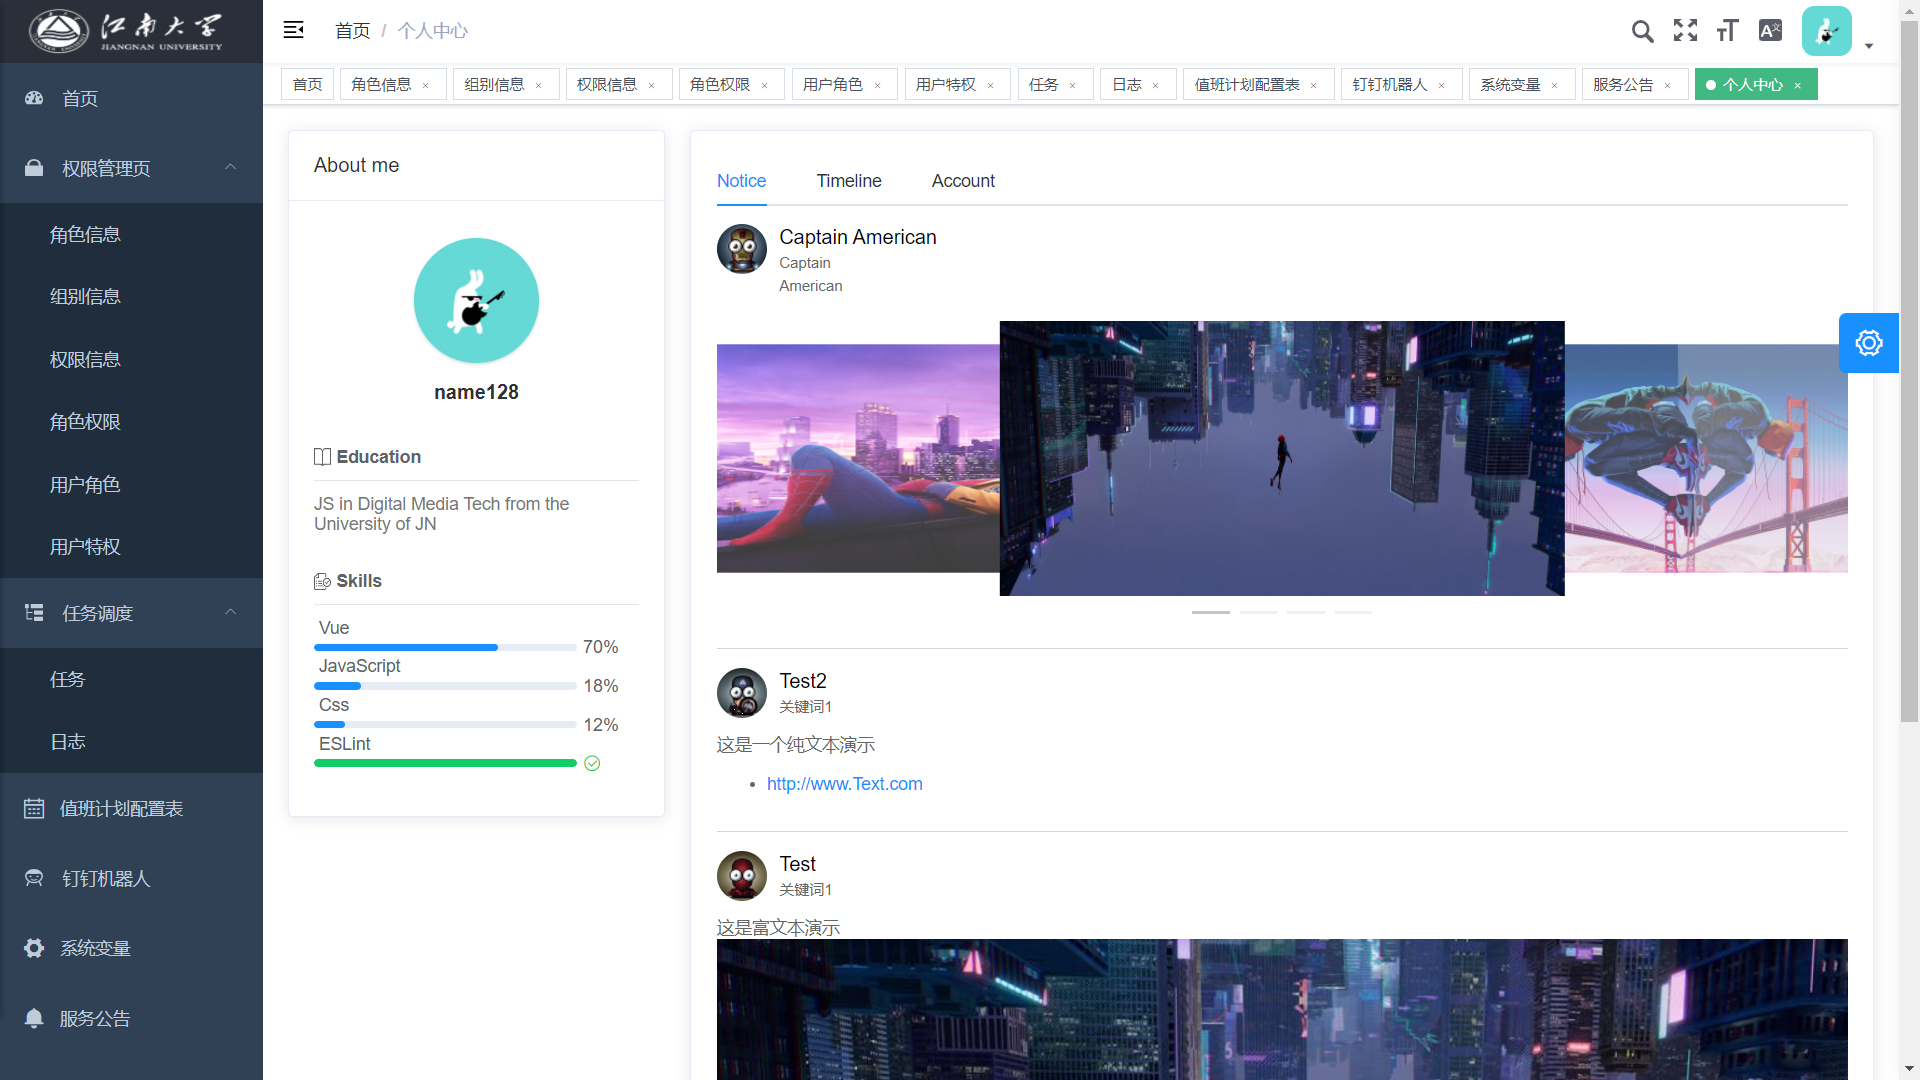 江南大学
JIANGNAN UNIVERSITY
首页
权限管理页
角色信息
组别信息
权限信息
角色权限
用户角色
用户特权
任务调度
任务
日志
值班计划配置表
钉钉机器人
系统变量
服务公告
首页 / 个人中心
首页 角色信息 × 组别信息 × 权限信息 × 角色权限 × 用户角色 × 用户特权 × 任务 × 日志 × 值班计划配置表 × 钉钉机器人 × 系统变量 × 服务公告 × 个人中心 ×
About me
name128
Education
JS in Digital Media Tech from the
University of JN
Skills
Vue
70%
JavaScript
18%
Css
12%
ESLint
Notice Timeline Account
Captain American
Captain
American
Test2
关键词1
这是一个纯文本演示
http://www.Text.com
Test
关键词1
这是富文本演示